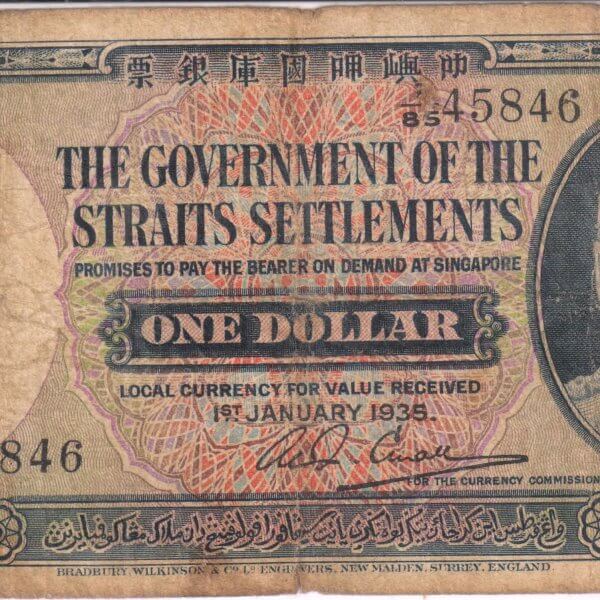 票銀庫國呷嶼叻
85 45846
THE GOVERNMENT OF THE
STRAITS SETTLEMENTS
PROMISES TO PAY THE BEARER ON DEMAND AT SINGAPORE
ONE DOLLAR
LOCAL CURRENCY FOR VALUE RECEIVED
1ST JANUARY 1935.
846
FOR THE CURRENCY COMMISSION
BRADBURY, WILKINSON & Co. Ld. ENGRAVERS, NEW MALDEN, SURREY, ENGLAND.